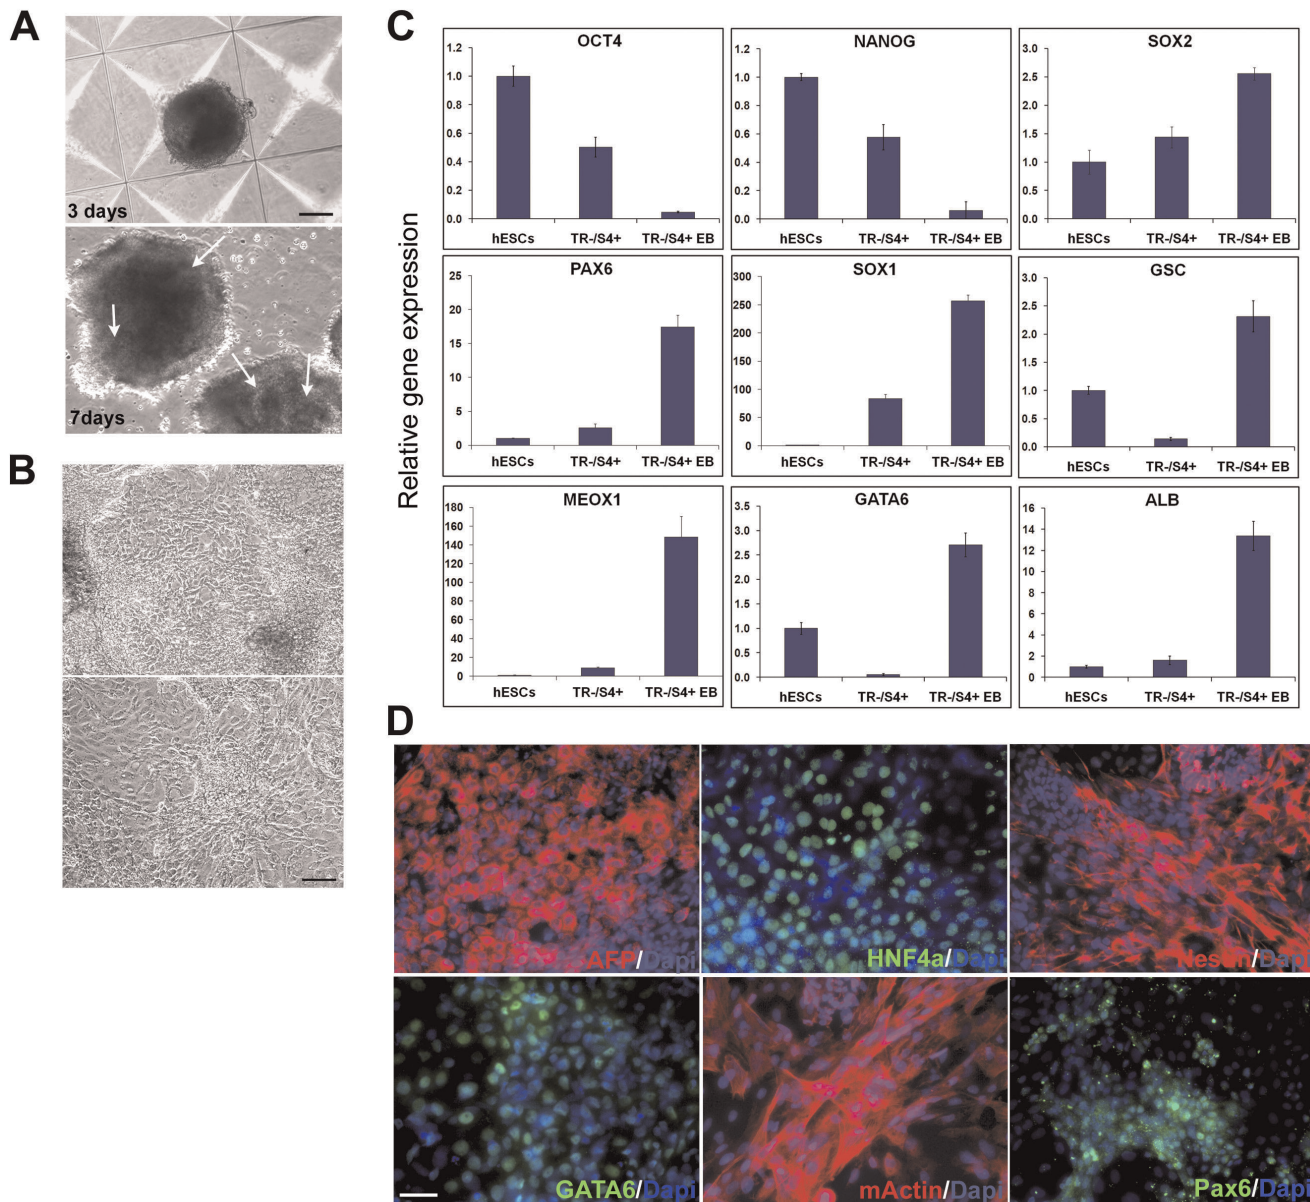 A
3 days
7days
B
C
Relative gene expression
OCT4
1.2
1.0
0.8
0.6
0.4
0.2
0.0
hESCs TR-/S4+ TR-/S4+ EB
NANOG
1.2
1.0
0.8
0.6
0.4
0.2
0.0
hESCs TR-/S4+ TR-/S4+ EB
SOX2
3.0
2.5
2.0
1.5
1.0
0.5
0.0
hESCs TR-/S4+ TR-/S4+ EB
PAX6
25
20
15
10
5
0
hESCs TR-/S4+ TR-/S4+ EB
SOX1
300
250
200
150
100
50
0
hESCs TR-/S4+ TR-/S4+ EB
GSC
3.0
2.5
2.0
1.5
1.0
0.5
0.0
hESCs TR-/S4+ TR-/S4+ EB
MEOX1
180
160
140
120
100
80
60
40
20
0
hESCs TR-/S4+ TR-/S4+ EB
GATA6
3.5
3.0
2.5
2.0
1.5
1.0
0.5
0.0
hESCs TR-/S4+ TR-/S4+ EB
ALB
16
14
12
10
8
6
4
2
0
hESCs TR-/S4+ TR-/S4+ EB
D
AFP/Dapi
HNF4a/Dapi
Nestin/Dapi
GATA6/Dapi
mActin/Dapi
Pax6/Dapi